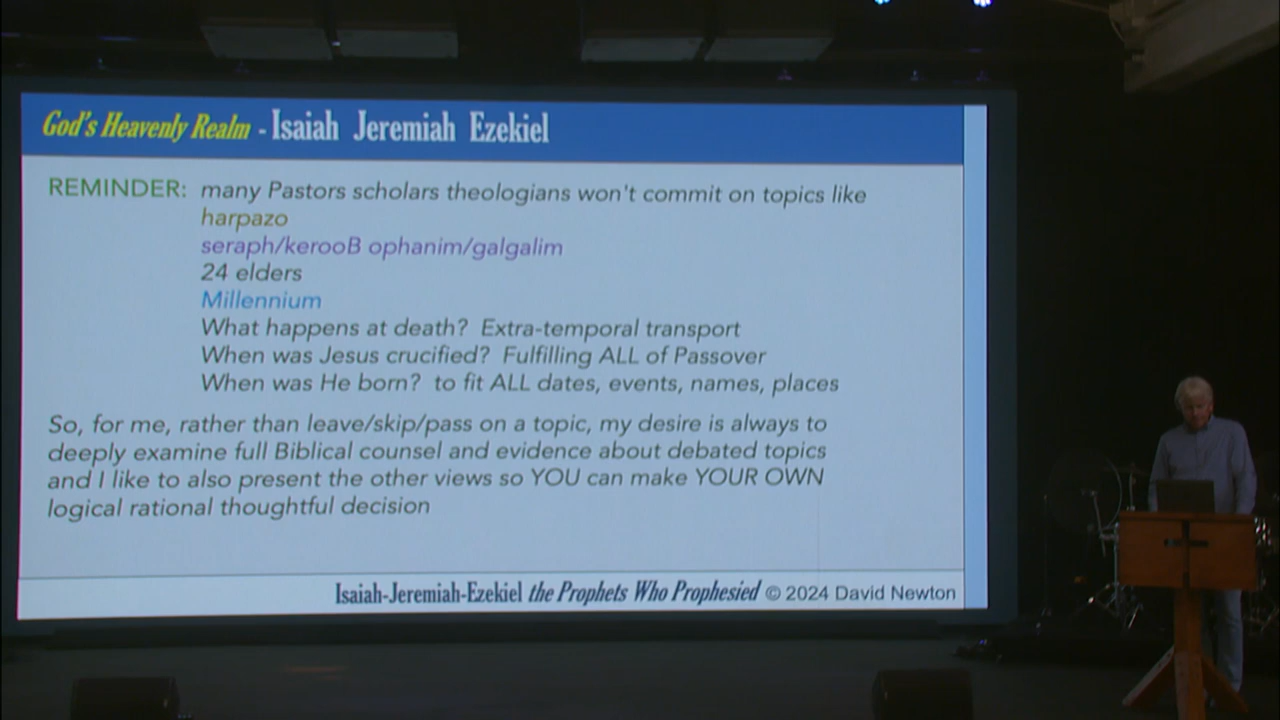 God's Heavenly Realm - Isaiah Jeremiah Ezekiel
REMINDER: many Pastors scholars theologians won't commit on topics like
harpazo
seraph/kerooB ophanim/galgalim
24 elders
Millennium
What happens at death? Extra-temporal transport
When was Jesus crucified? Fulfilling ALL of Passover
When was He born? to fit ALL dates, events, names, places
So, for me, rather than leave/skip/pass on a topic, my desire is always to
deeply examine full Biblical counsel and evidence about debated topics
and I like to also present the other views so YOU can make YOUR OWN
logical rational thoughtful decision
Isaiah-Jeremiah-Ezekiel the Prophets Who Prophesied © 2024 David Newton